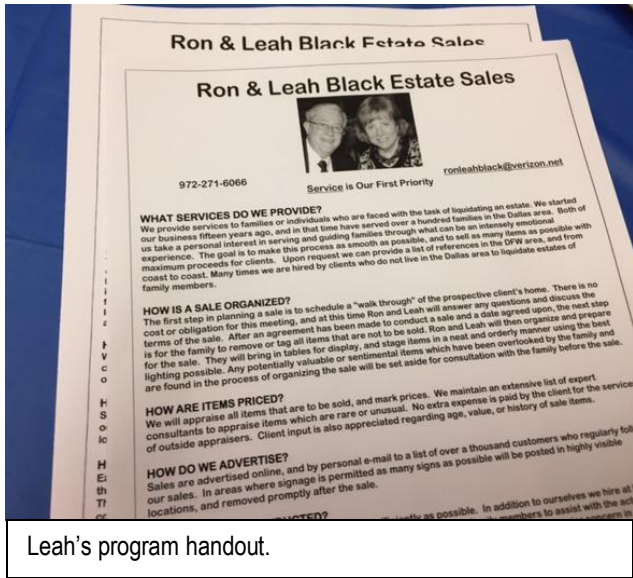 Ron & Leah Black Estate Sales
Ron & Leah Black Estate Sales
972-271-6066
Service is Our First Priority
ronleahblack@verizon.net
WHAT SERVICES DO WE PROVIDE?
We provide services to families or individuals who are faced with the task of liquidating an estate. We started
our business fifteen years ago, and in that time have served over a hundred families in the Dallas area. Both of
us take a personal interest in serving and guiding families through what can be an intensely emotional
experience. The goal is to make this process as smooth as possible, and to sell as many items as possible with
maximum proceeds for clients. Upon request we can provide a list of references in the DFW area, and from
coast to coast. Many times we are hired by clients who do not live in the Dallas area to liquidate estates of
family members.
HOW IS A SALE ORGANIZED?
The first step in planning a sale is to schedule a "walk through" of the prospective client's home. There is no
cost or obligation for this meeting, and at this time Ron and Leah will answer any questions and discuss the
terms of the sale. After an agreement has been made to conduct a sale and a date agreed upon, the next step
is for the family to remove or tag all items that are not to be sold. Ron and Leah will then organize and prepare
for the sale. They will bring in tables for display, and stage items in a neat and orderly manner using the best
lighting possible. Any potentially valuable or sentimental items which have been overlooked by the family and
are found in the process of organizing the sale will be set aside for consultation with the family before the sale.
HOW ARE ITEMS PRICED?
We will appraise all items that are to be sold, and mark prices. We maintain an extensive list of expert
consultants to appraise items which are rare or unusual. No extra expense is paid by the client for the service
of outside appraisers. Client input is also appreciated regarding age, value, or history of sale items.
HOW DO WE ADVERTISE?
Sales are advertised online, and by personal e-mail to a list of over a thousand customers who regularly
our sales. In areas where signage is permitted as many signs as possible will be posted in highly visible
locations, and removed promptly after the sale.
as possible. In addition to ourselves we hire at
members to assist with the
concern in
Leah's program handout.